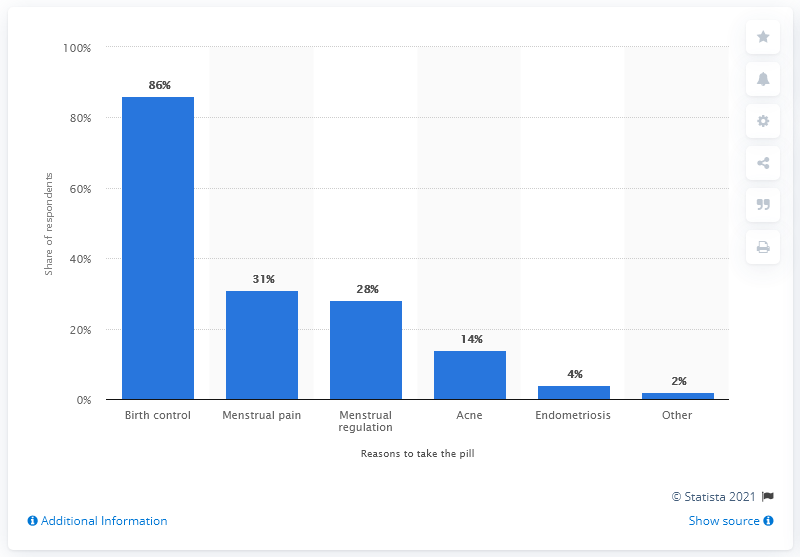 100%
80%
60%
40%
20%
0%
Share of respondents
86%
31%
28%
14%
4%
2%
Birth control
Menstrual pain
Menstrual
regulation
Acne
Endometriosis
Other
Reasons to take the pill
© Statista 2021
Additional Information
Show source